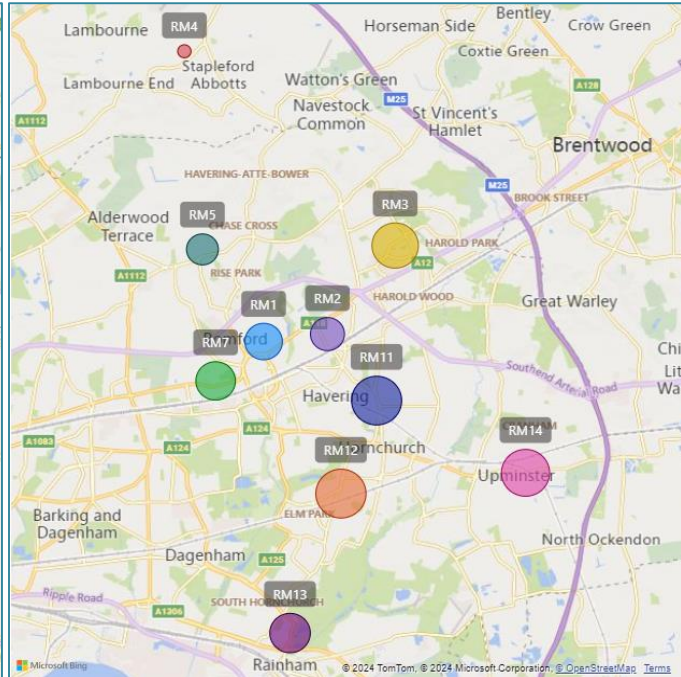 Lambourne
RM4
Stapleford
Abbotts
Lambourne End
A1112
Horseman Side
Bentley
Crow Green
Coxtie Green
Watton's Green
A128
Navestock
Common
M25
St Vincent's
Hamlet
Brentwood
HAVERING-ATTE-BOWER
M25
BROOK STREET
Alderwood
Terrace
RM5
CHASE CROSS
RM3
HAROLD PARK
A12
RISE PARK
A1112
HAROLD WOOD
Great Warley
RM1
RM2
Romford
RM7
RM11
Southend Arterial Road
Havering
A124
A1083
A124
Hornchurch
CRANHAM
RM14
RM12
Upminster
ELM PARK
Barking and
Dagenham
North Ockendon
Dagenham
A125
Ripple Road
A1306
SOUTH HORNCHURCH
RM13
Rainham
Microsoft Bing
© 2024 TomTom, © 2024 Microsoft Corporation, © OpenStreetMap Terms